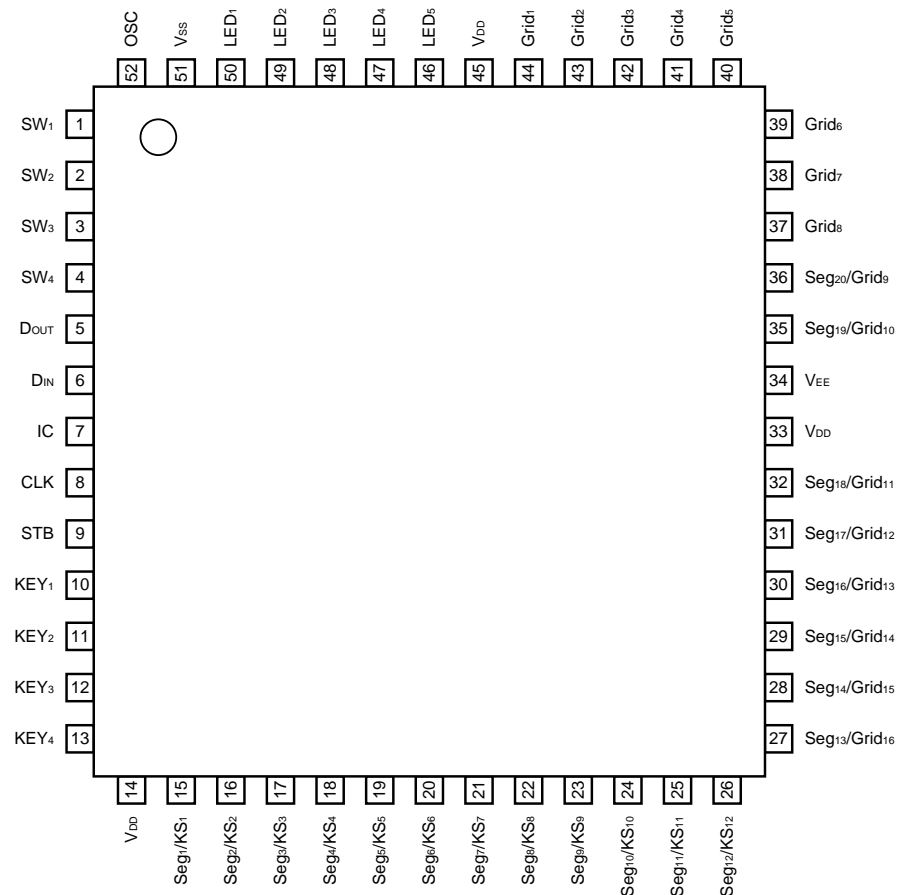 OSC
VSS
LED1
LED2
LED3
LED4
LED5
VDD
Grid1
Grid2
Grid3
Grid4
Grid5
52 51 50 49 48 47 46 45 44 43 42 41 40
SW1 1
SW2 2
SW3 3
SW4 4
DOUT 5
DIN 6
IC 7
CLK 8
STB 9
KEY1 10
KEY2 11
KEY3 12
KEY4 13
39 Grid6
38 Grid7
37 Grid8
36 Seg20/Grid9
35 Seg19/Grid10
34 VEE
33 VDD
32 Seg18/Grid11
31 Seg17/Grid12
30 Seg16/Grid13
29 Seg15/Grid14
28 Seg14/Grid15
27 Seg13/Grid16
14 15 16 17 18 19 20 21 22 23 24 25 26
VDD
Seg1/KS1
Seg2/KS2
Seg3/KS3
Seg4/KS4
Seg5/KS5
Seg6/KS6
Seg7/KS7
Seg8/KS8
Seg9/KS9
Seg10/KS10
Seg11/KS11
Seg12/KS12